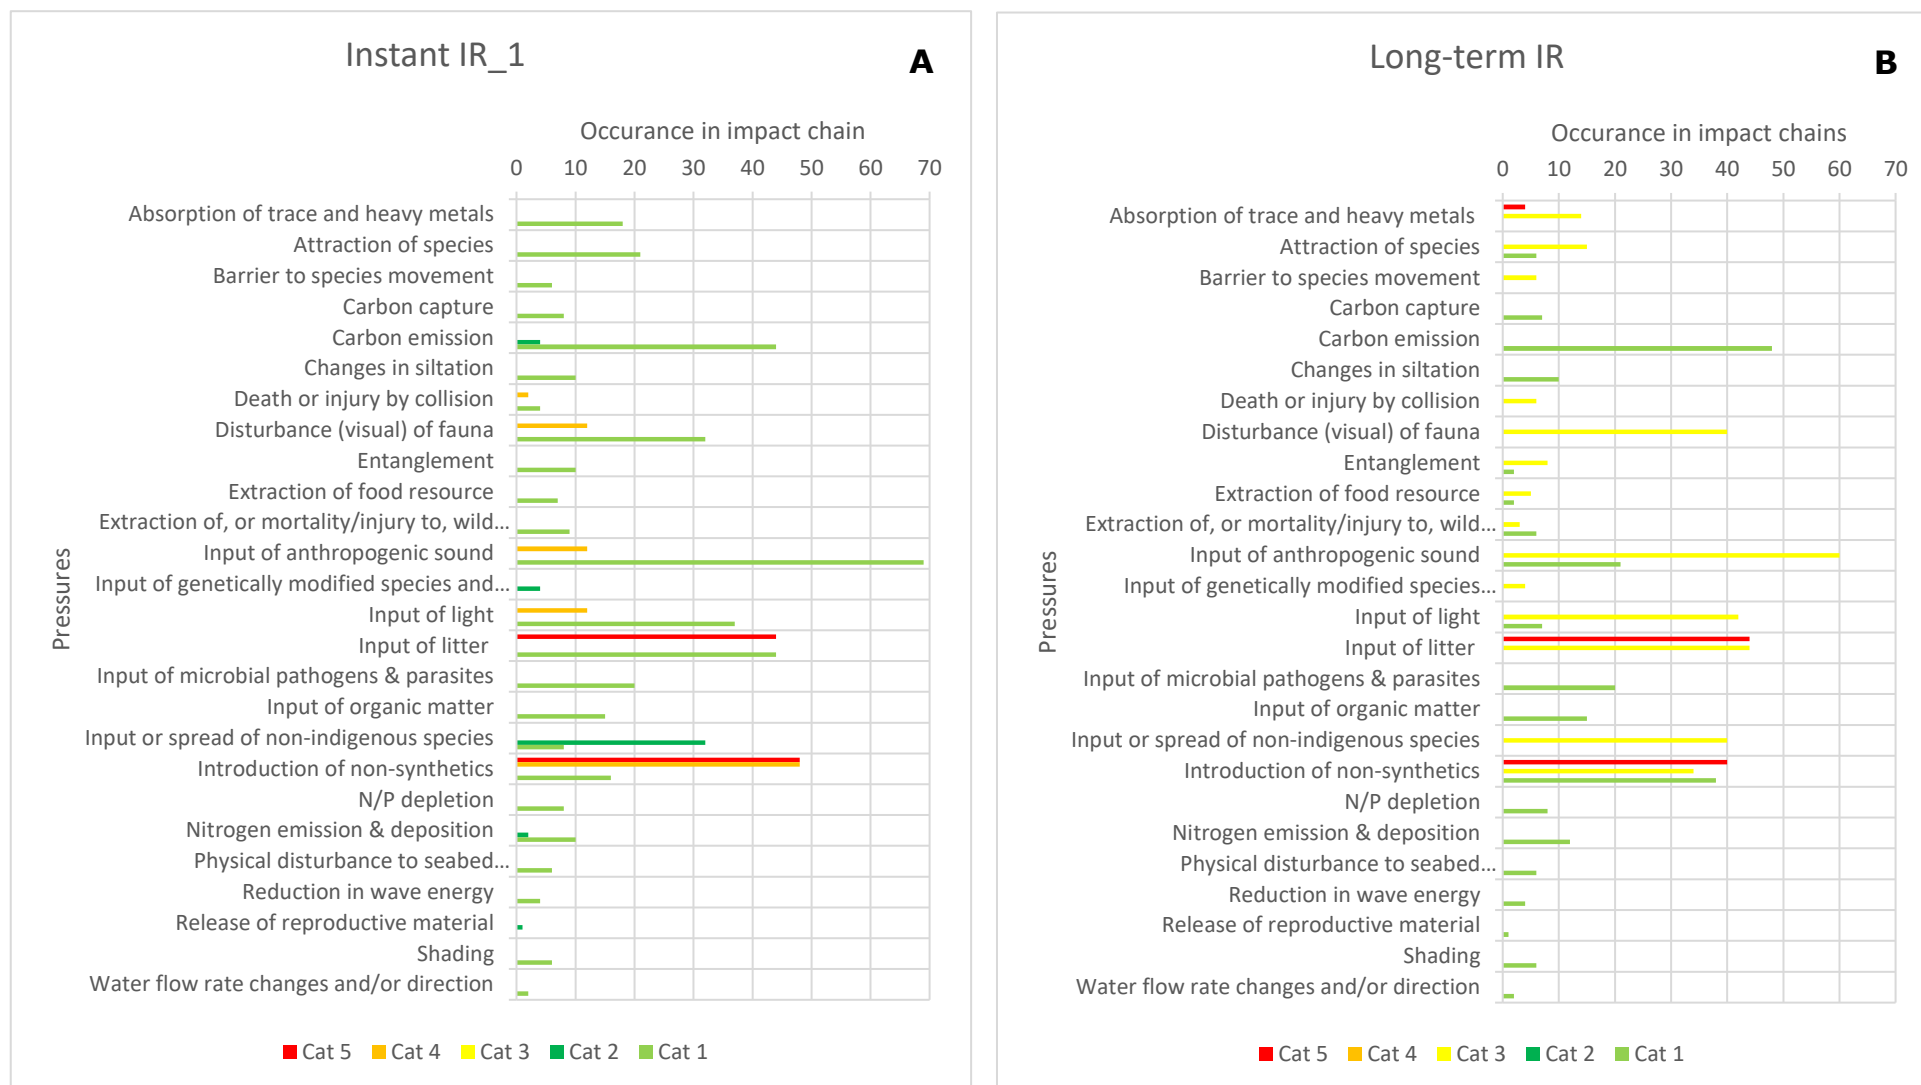 Instant IR_1
A
Occurance in impact chain
0 10 20 30 40 50 60 70
Pressures
Absorption of trace and heavy metals
Attraction of species
Barrier to species movement
Carbon capture
Carbon emission
Changes in siltation
Death or injury by collision
Disturbance (visual) of fauna
Entanglement
Extraction of food resource
Extraction of, or mortality/injury to, wild...
Input of anthropogenic sound
Input of genetically modified species and...
Input of light
Input of litter
Input of microbial pathogens & parasites
Input of organic matter
Input or spread of non-indigenous species
Introduction of non-synthetics
N/P depletion
Nitrogen emission & deposition
Physical disturbance to seabed...
Reduction in wave energy
Release of reproductive material
Shading
Water flow rate changes and/or direction
Cat 5 Cat 4 Cat 3 Cat 2 Cat 1
Long-term IR
B
Occurance in impact chains
0 10 20 30 40 50 60 70
Pressures
Absorption of trace and heavy metals
Attraction of species
Barrier to species movement
Carbon capture
Carbon emission
Changes in siltation
Death or injury by collision
Disturbance (visual) of fauna
Entanglement
Extraction of food resource
Extraction of, or mortality/injury to, wild...
Input of anthropogenic sound
Input of genetically modified species...
Input of light
Input of litter
Input of microbial pathogens & parasites
Input of organic matter
Input or spread of non-indigenous species
Introduction of non-synthetics
N/P depletion
Nitrogen emission & deposition
Physical disturbance to seabed...
Reduction in wave energy
Release of reproductive material
Shading
Water flow rate changes and/or direction
Cat 5 Cat 4 Cat 3 Cat 2 Cat 1